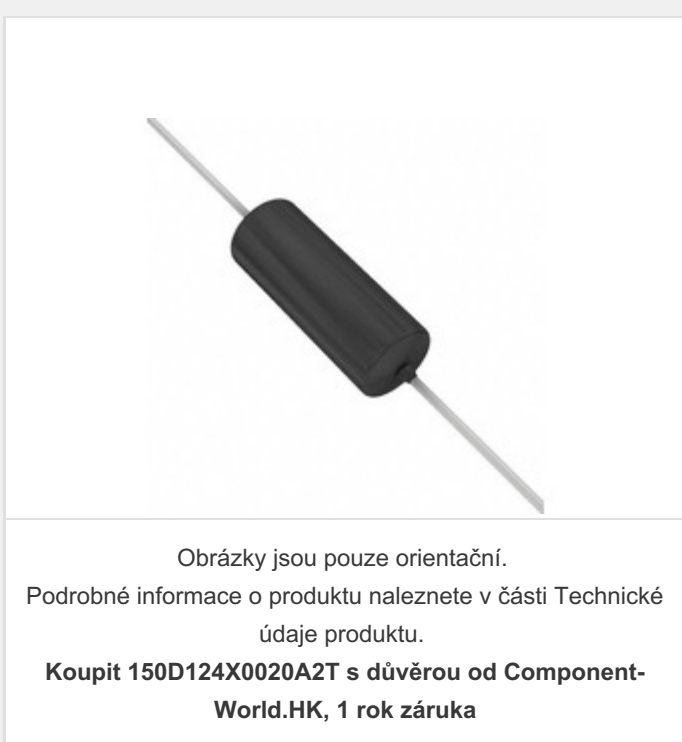 Obrázky jsou pouze orientační.
Podrobné informace o produktu naleznete v části Technické
údaje produktu.
Koupit 150D124X0020A2T s důvěrou od Component-
World.HK, 1 rok záruka